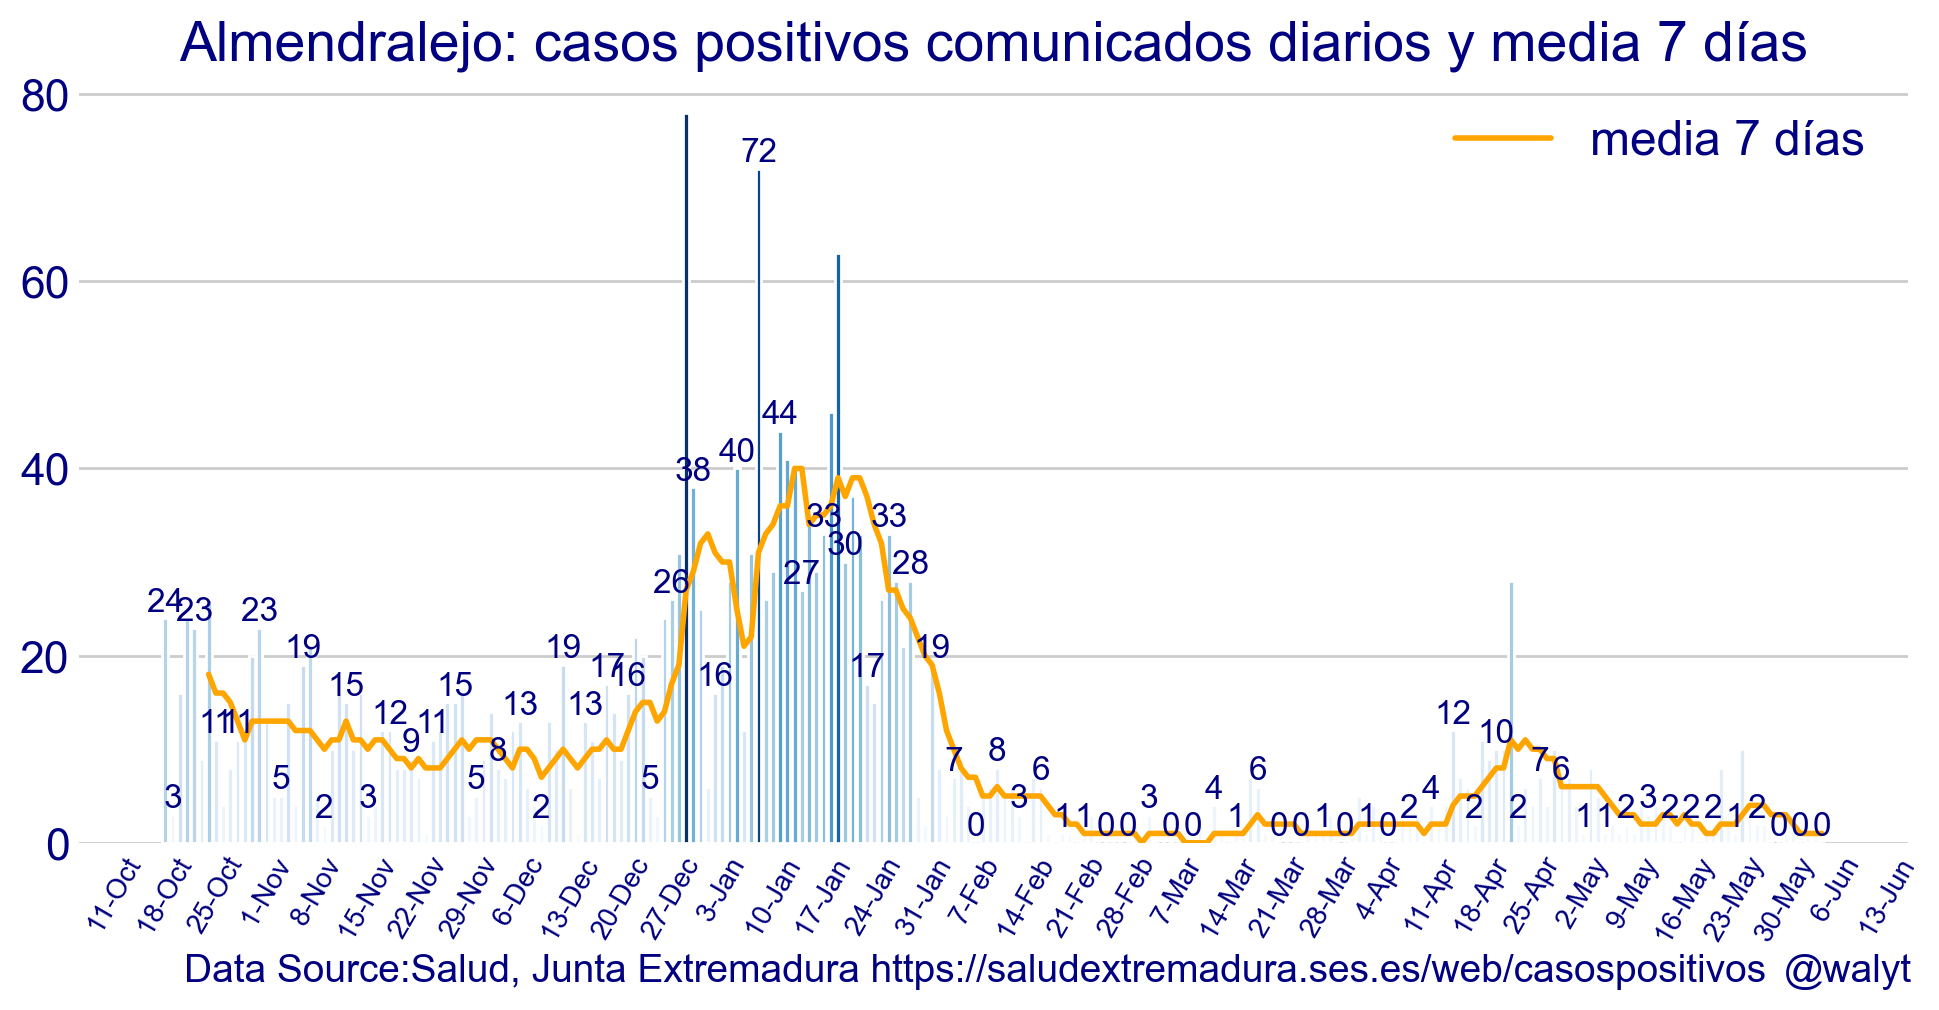 Almendralejo: casos positivos comunicados diarios y media 7 días
media 7 días
80
60
40
20
0
24 3 23 11 11 23 5 19 2 15 3 12 9 11 15 5 8 13 2 19 13 17 16 5 26 38 16 40 72 44 27 33 30 17 33 28 19 7 0 8 3 6 1 1 0 0 3 0 0 4 1 6 0 0 1 0 1 0 2 4 12 2 10 2 7 6 1 1 2 3 2 2 2 1 2 0 0 0
11-Oct 18-Oct 25-Oct 1-Nov 8-Nov 15-Nov 22-Nov 29-Nov 6-Dec 13-Dec 20-Dec 27-Dec 3-Jan 10-Jan 17-Jan 24-Jan 31-Jan 7-Feb 14-Feb 21-Feb 28-Feb 7-Mar 14-Mar 21-Mar 28-Mar 4-Apr 11-Apr 18-Apr 25-Apr 2-May 9-May 16-May 23-May 30-May 6-Jun 13-Jun
Data Source:Salud, Junta Extremadura https://saludextremadura.ses.es/web/casospositivos @walyt